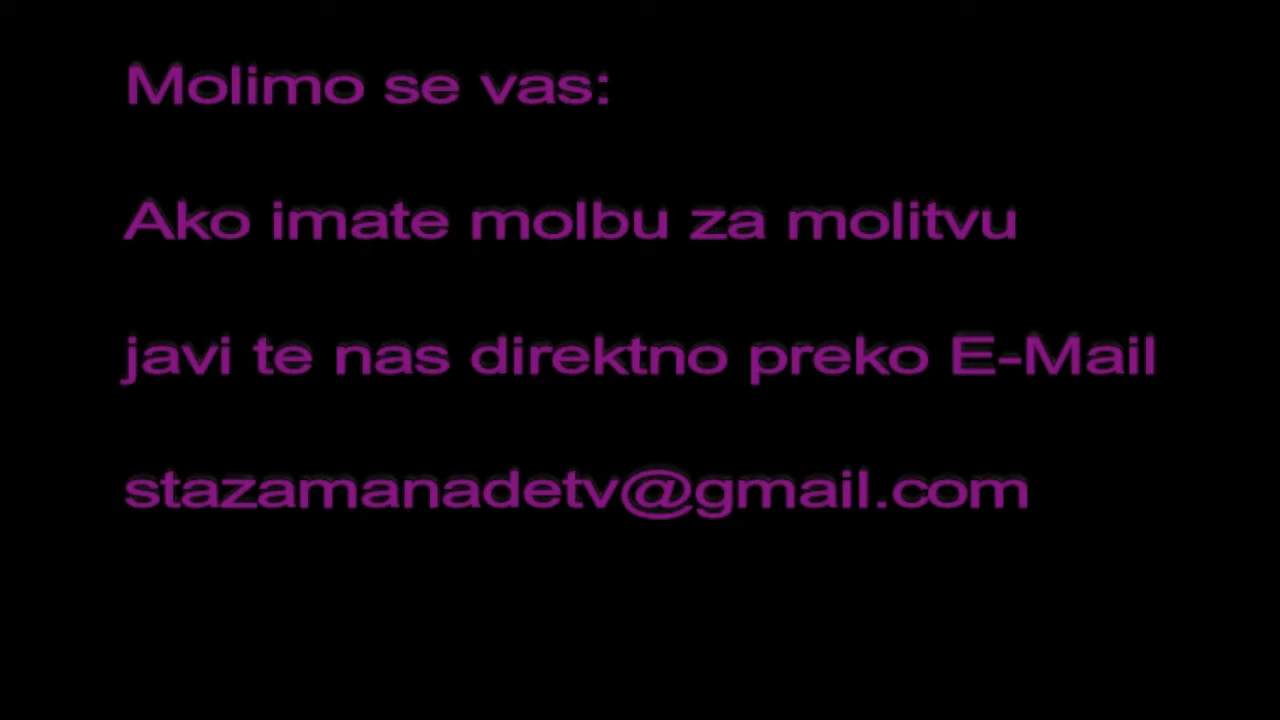 Molimo se vas:
Ako imate molbu za molitvu
javi te nas direktno preko E-Mail
stazamanadetv@gmail.com